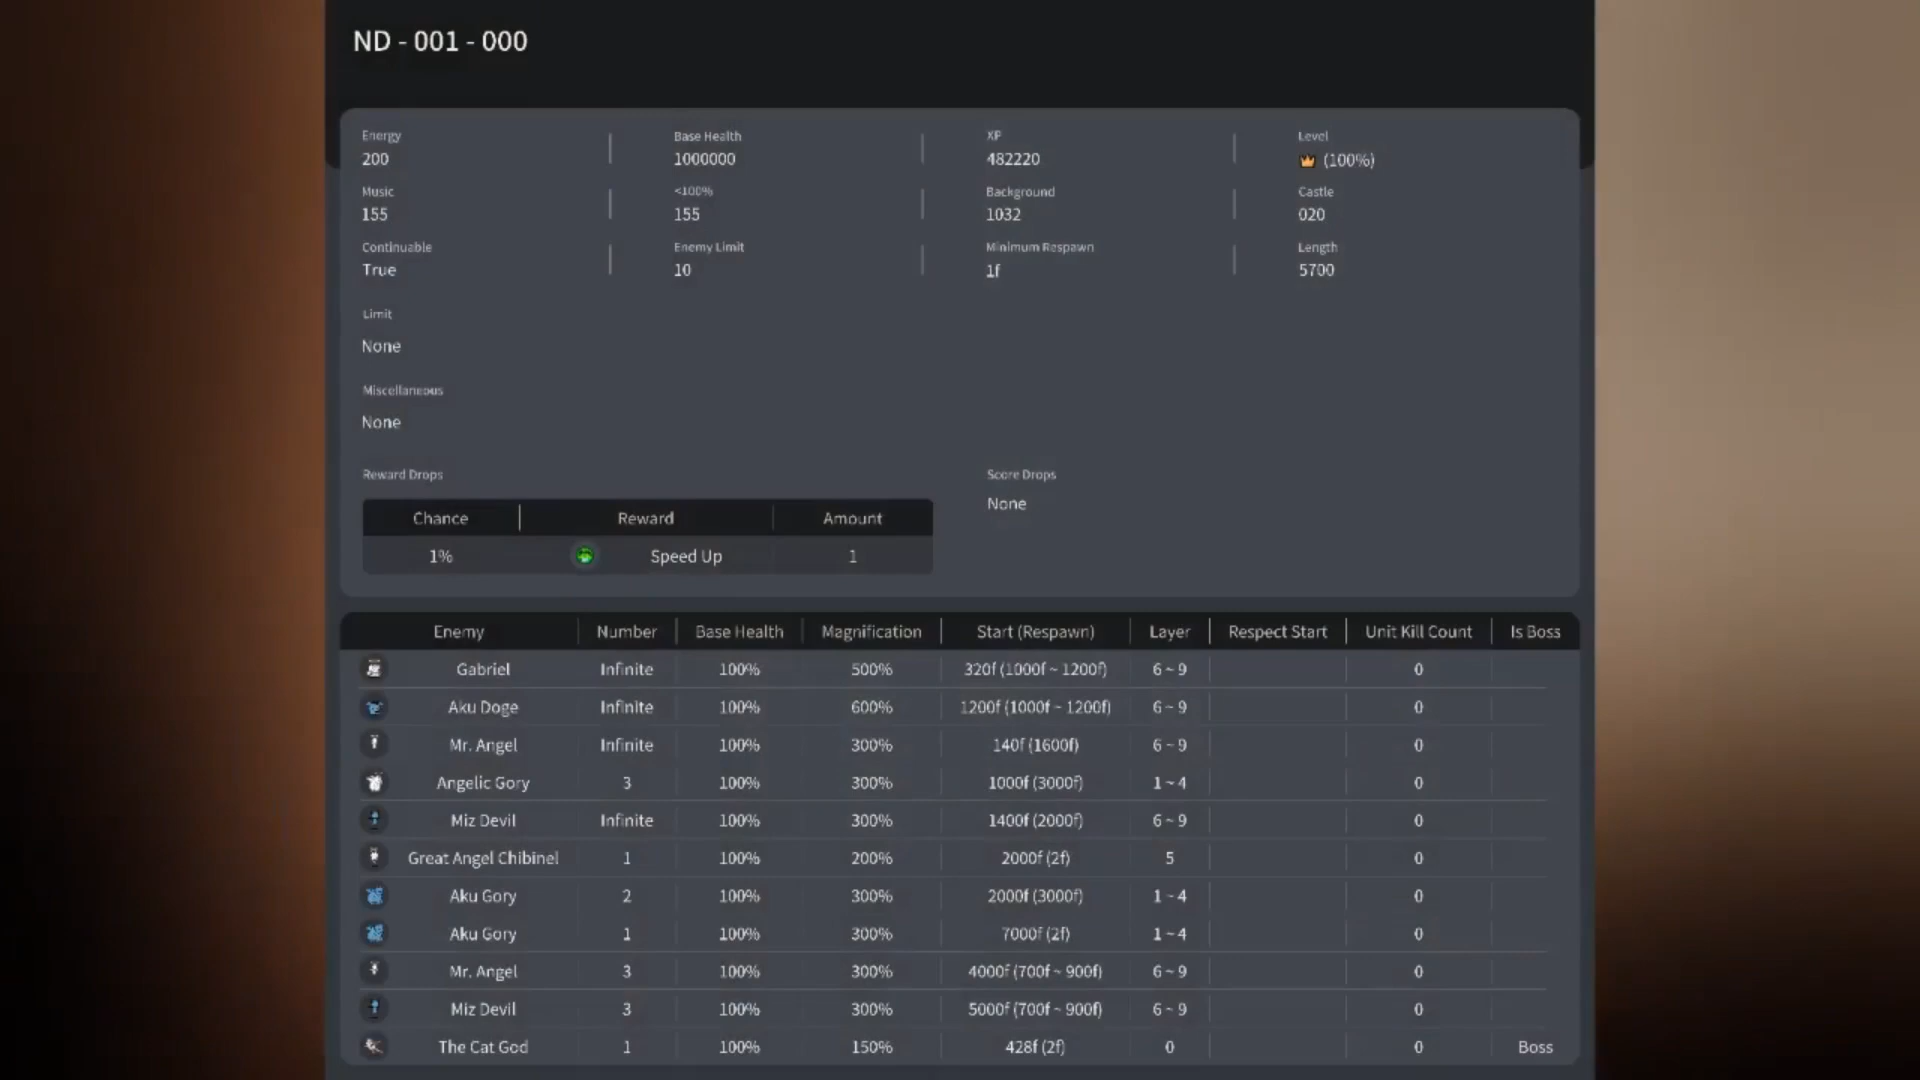 ND - 001 - 000
Energy Base Health XP Level
200 1000000 482220 (100%)
Music <100% Background Castle
155 155 1032 020
Continuable Enemy Limit Minimum Respawn Length
True 10 1f 5700
Limit
None
Miscellaneous
None
Reward Drops Score Drops
None
Chance Reward Amount
1% Speed Up 1
Enemy Number Base Health Magnification Start (Respawn) Layer Respect Start Unit Kill Count Is Boss
Gabriel Infinite 100% 500% 320f (1000f ~ 1200f) 6 ~ 9 0
Aku Doge Infinite 100% 600% 1200f (1000f ~ 1200f) 6 ~ 9 0
Mr. Angel Infinite 100% 300% 140f (1600f) 6 ~ 9 0
Angelic Gory 3 100% 300% 1000f (3000f) 1 ~ 4 0
Miz Devil Infinite 100% 300% 1400f (2000f) 6 ~ 9 0
Great Angel Chibinel 1 100% 200% 2000f (2f) 5 0
Aku Gory 2 100% 300% 2000f (3000f) 1 ~ 4 0
Aku Gory 1 100% 300% 7000f (2f) 1 ~ 4 0
Mr. Angel 3 100% 300% 4000f (700f ~ 900f) 6 ~ 9 0
Miz Devil 3 100% 300% 5000f (700f ~ 900f) 6 ~ 9 0
The Cat God 1 100% 150% 428f (2f) 0 0 Boss